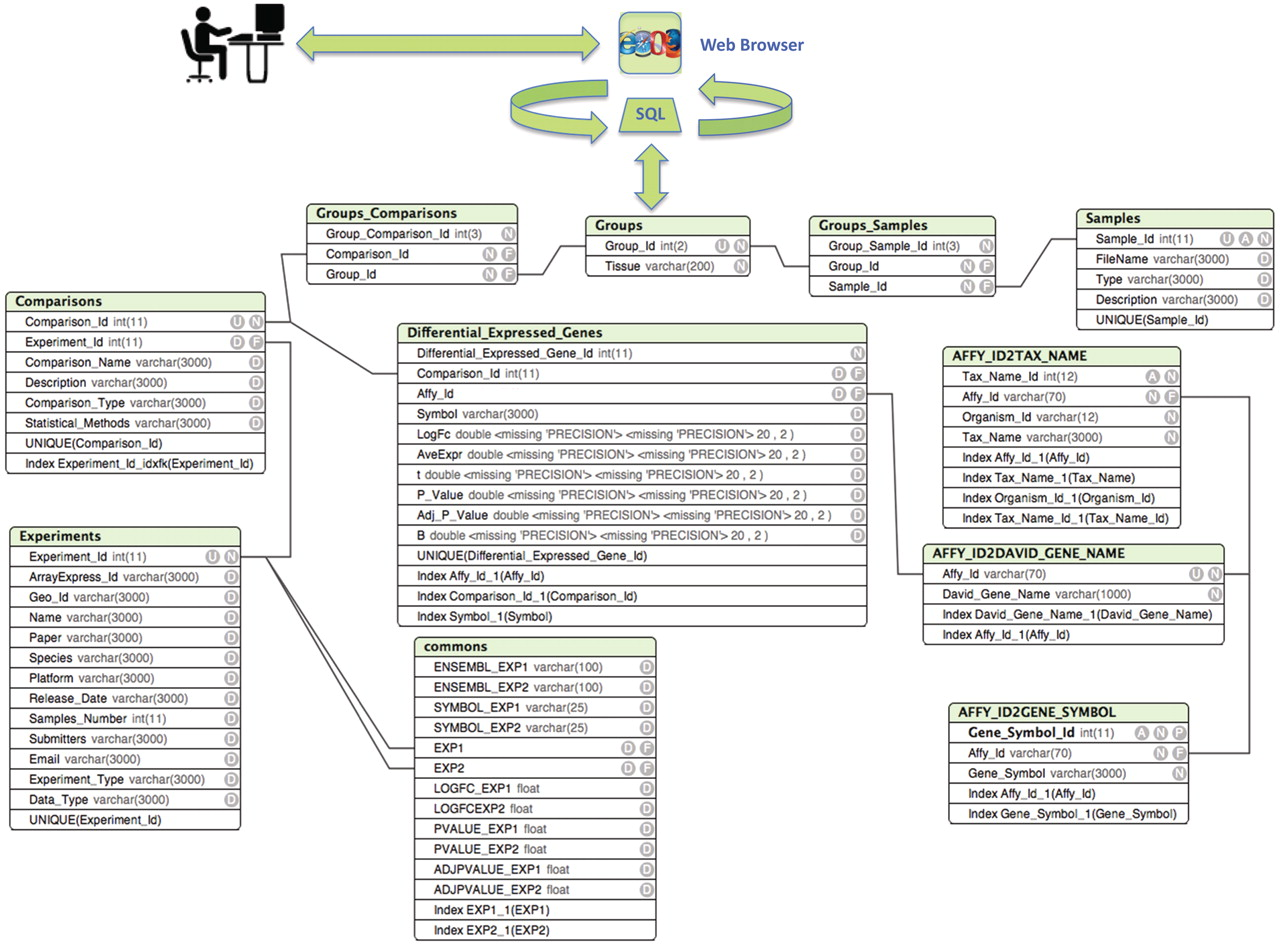 Web Browser
SQL
Groups_Comparisons
Group_Comparison_Id int(3) N
Comparison_Id N F
Group_Id N F
Groups
Group_Id int(2) U N
Tissue varchar(200) N
Groups_Samples
Group_Sample_Id int(3) N
Group_Id N F
Sample_Id N F
Samples
Sample_Id int(11) U A N
FileName varchar(3000) D
Type varchar(3000) D
Description varchar(3000) D
UNIQUE(Sample_Id)
Comparisons
Comparison_Id int(11) U N
Experiment_Id int(11) D F
Comparison_Name varchar(3000) D
Description varchar(3000) D
Comparison_Type varchar(3000) D
Statistical_Methods varchar(3000) D
UNIQUE(Comparison_Id)
Index Experiment_Id_idxfk(Experiment_Id)
Differential_Expressed_Genes
Differential_Expressed_Gene_Id int(11) N
Comparison_Id int(11) D F
Affy_Id D F
Symbol varchar(3000) D
LogFc double <missing 'PRECISION'> <missing 'PRECISION'> 20 , 2 ) D
AveExpr double <missing 'PRECISION'> <missing 'PRECISION'> 20 , 2 ) D
t double <missing 'PRECISION'> <missing 'PRECISION'> 20 , 2 ) D
P_Value double <missing 'PRECISION'> <missing 'PRECISION'> 20 , 2 ) D
Adj_P_Value double <missing 'PRECISION'> <missing 'PRECISION'> 20 , 2 ) D
B double <missing 'PRECISION'> <missing 'PRECISION'> 20 , 2 ) D
UNIQUE(Differential_Expressed_Gene_Id)
Index Affy_Id_1(Affy_Id)
Index Comparison_Id_1(Comparison_Id)
Index Symbol_1(Symbol)
AFFY_ID2TAX_NAME
Tax_Name_Id int(12) A N
Affy_Id varchar(70) N F
Organism_Id varchar(12) N
Tax_Name varchar(3000) N
Index Affy_Id_1(Affy_Id)
Index Tax_Name_1(Tax_Name)
Index Organism_Id_1(Organism_Id)
Index Tax_Name_Id_1(Tax_Name_Id)
AFFY_ID2DAVID_GENE_NAME
Affy_Id varchar(70) U N
David_Gene_Name varchar(1000) N
Index David_Gene_Name_1(David_Gene_Name)
Index Affy_Id_1(Affy_Id)
Experiments
Experiment_Id int(11) U N
ArrayExpress_Id varchar(3000) D
Geo_Id varchar(3000) D
Name varchar(3000) D
Paper varchar(3000) D
Species varchar(3000) D
Platform varchar(3000) D
Release_Date varchar(3000) D
Samples_Number int(11) D
Submitters varchar(3000) D
Email varchar(3000) D
Experiment_Type varchar(3000) D
Data_Type varchar(3000) D
UNIQUE(Experiment_Id)
commons
ENSEMBL_EXP1 varchar(100) D
ENSEMBL_EXP2 varchar(100) D
SYMBOL_EXP1 varchar(25) D
SYMBOL_EXP2 varchar(25) D
EXP1 D F
EXP2 D F
LOGFC_EXP1 float D
LOGFCEXP2 float D
PVALUE_EXP1 float D
PVALUE_EXP2 float D
ADJPVALUE_EXP1 float D
ADJPVALUE_EXP2 float D
Index EXP1_1(EXP1)
Index EXP2_1(EXP2)
AFFY_ID2GENE_SYMBOL
Gene_Symbol_Id int(11) A N P
Affy_Id varchar(70) N F
Gene_Symbol varchar(3000) N
Index Affy_Id_1(Affy_Id)
Index Gene_Symbol_1(Gene_Symbol)